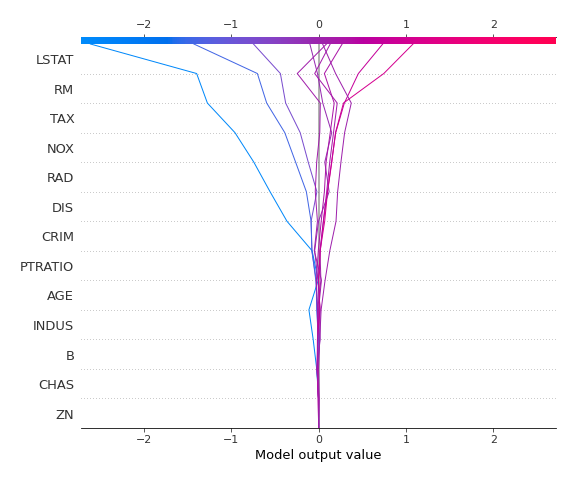 −2 −1 0 1 2
LSTAT
RM
TAX
NOX
RAD
DIS
CRIM
PTRATIO
AGE
INDUS
B
CHAS
ZN
−2 −1 0 1 2
Model output value